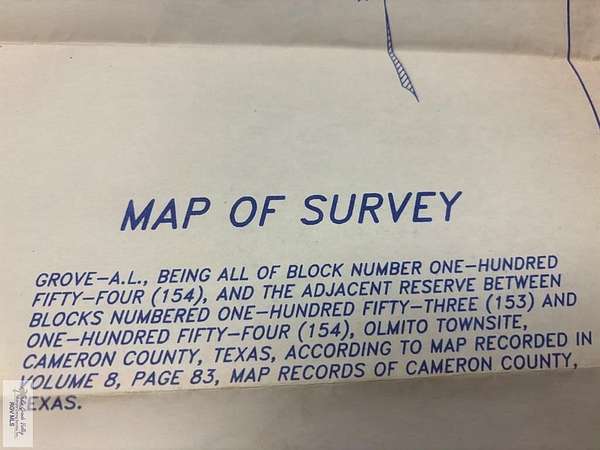 MAP OF SURVEY
GROVE–A.L., BEING ALL OF BLOCK NUMBER ONE–HUNDRED
FIFTY–FOUR (154), AND THE ADJACENT RESERVE BETWEEN
BLOCKS NUMBERED ONE–HUNDRED FIFTY–THREE (153) AND
ONE–HUNDRED FIFTY–FOUR (154), OLMITO TOWNSITE,
CAMERON COUNTY, TEXAS, ACCORDING TO MAP RECORDED IN
VOLUME 8, PAGE 83, MAP RECORDS OF CAMERON COUNTY,
TEXAS.
RGV MLS